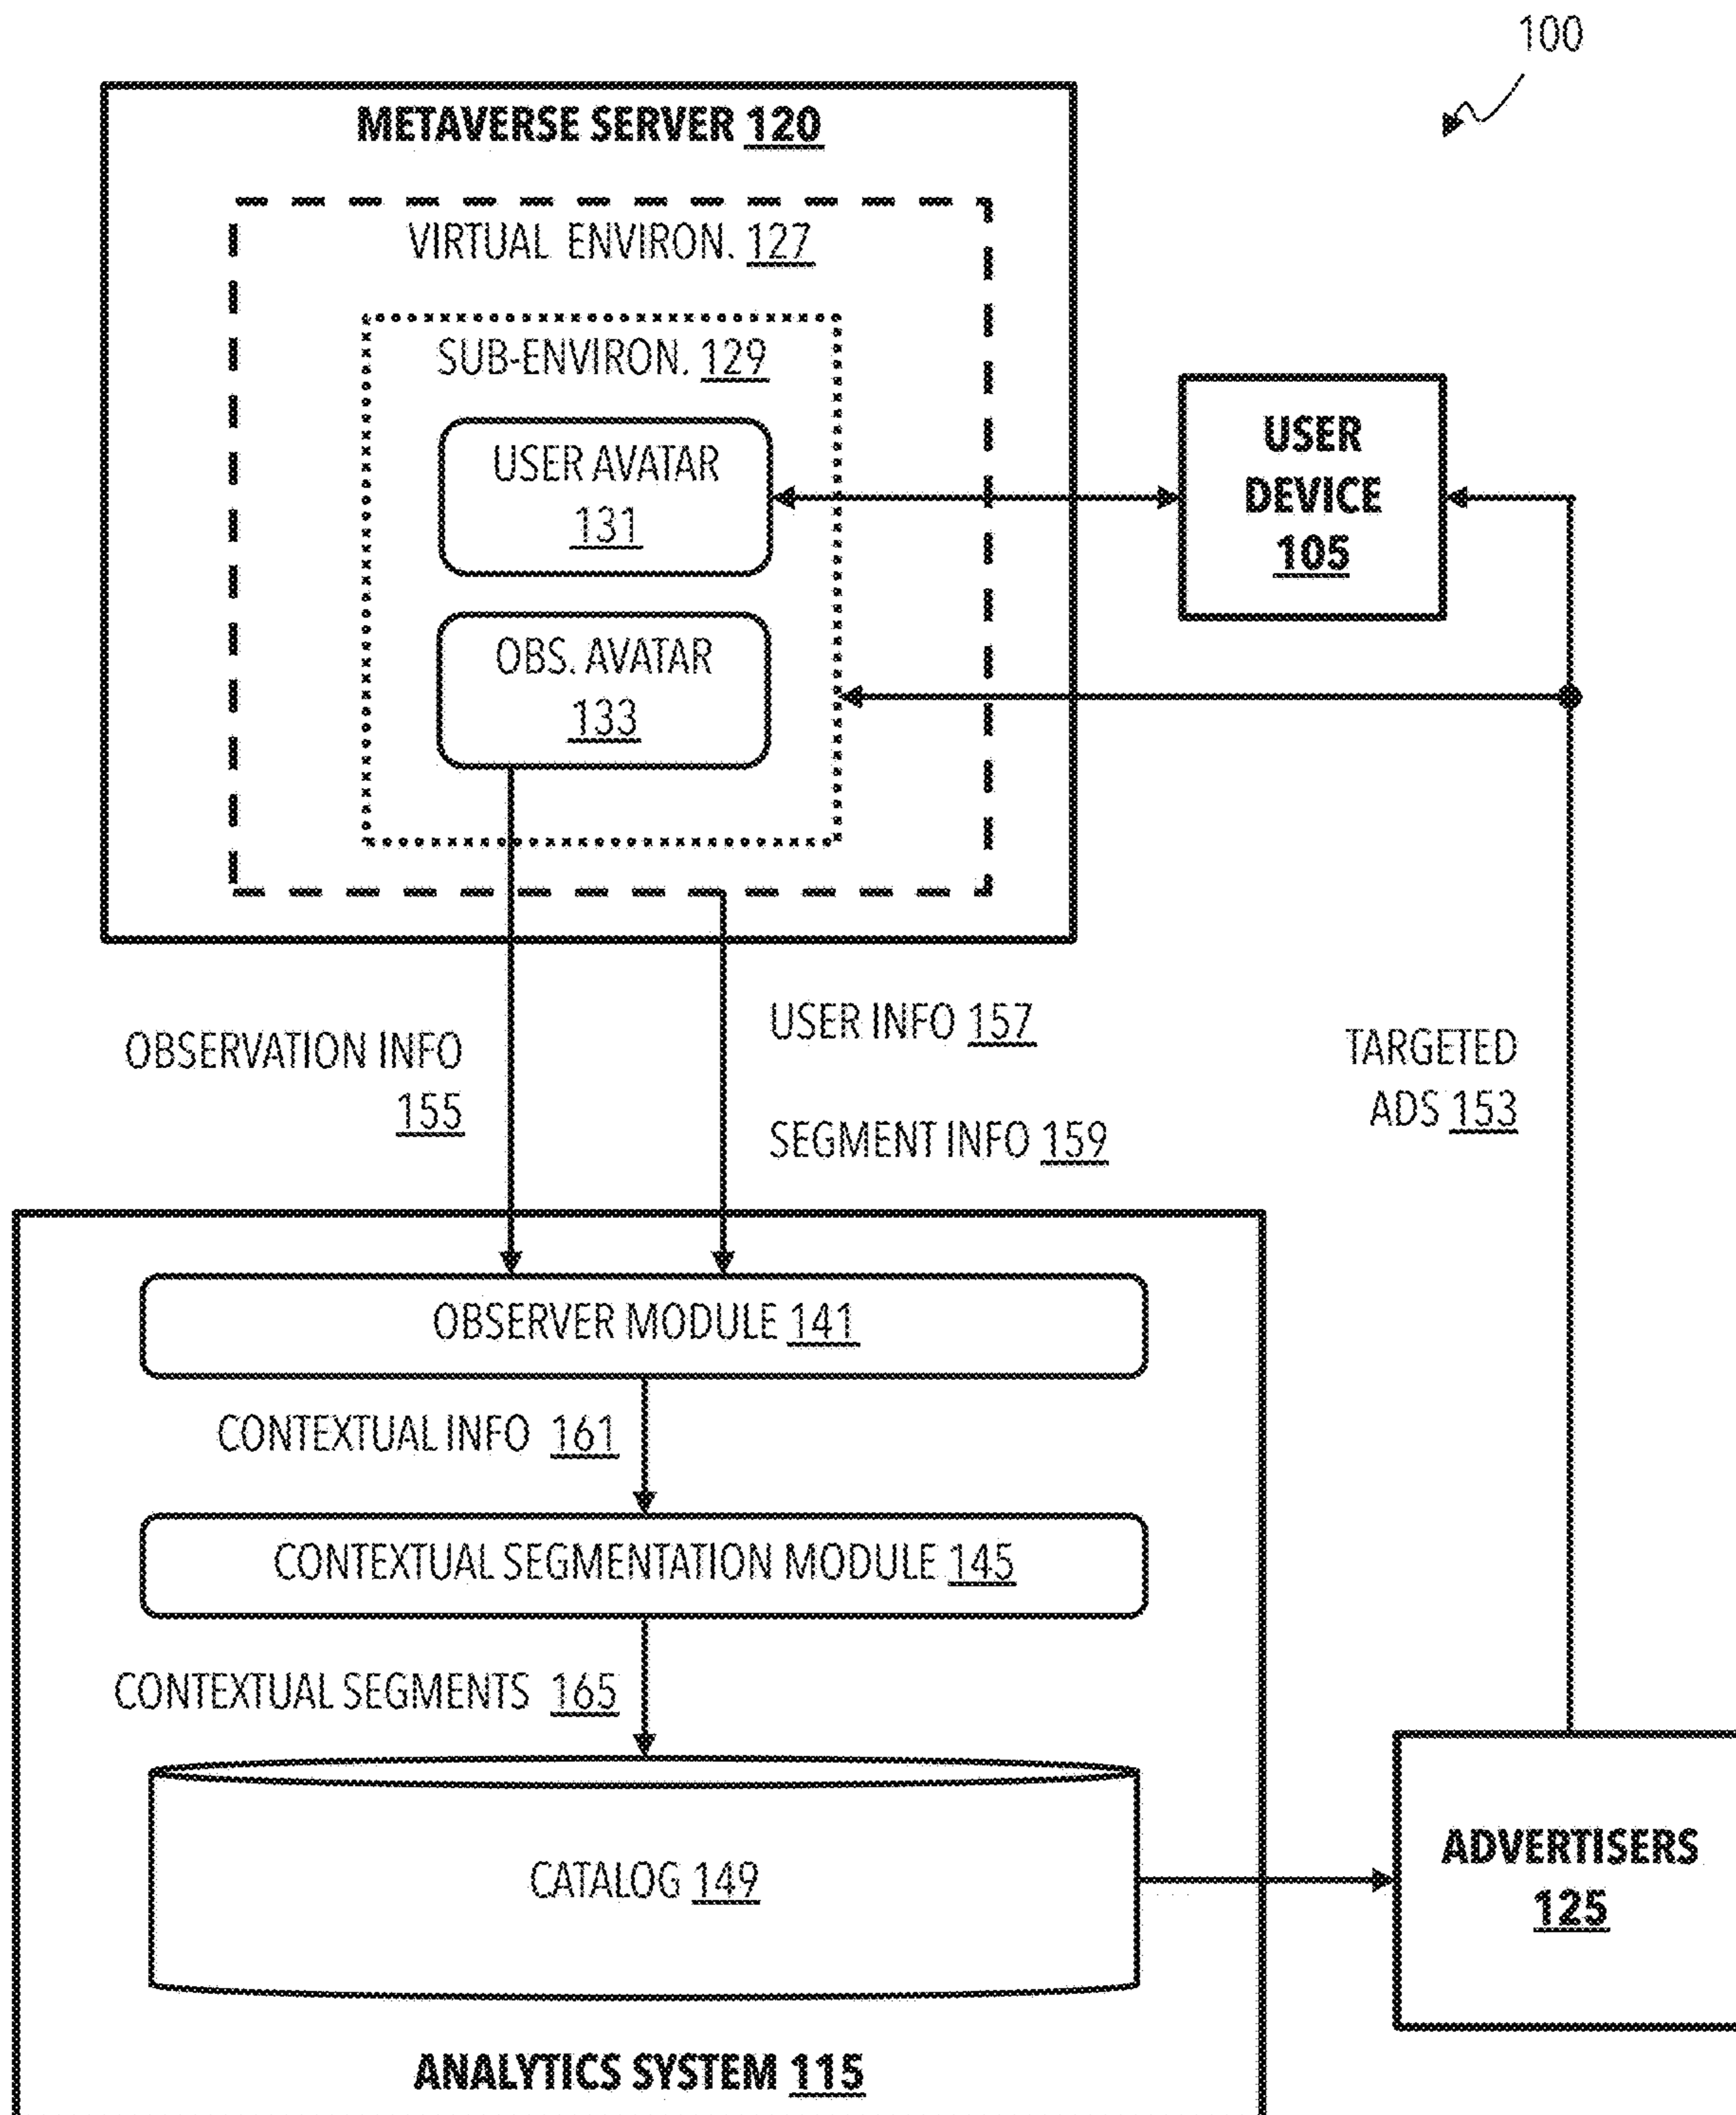 100
METAVERSE SERVER 120
VIRTUAL ENVIRON. 127
SUB-ENVIRON. 129
USER AVATAR
131
OBS. AVATAR
133
USER
DEVICE
105
OBSERVATION INFO
155
USER INFO 157
SEGMENT INFO 159
TARGETED
ADS 153
OBSERVER MODULE 141
CONTEXTUAL INFO 161
CONTEXTUAL SEGMENTATION MODULE 145
CONTEXTUAL SEGMENTS 165
CATALOG 149
ADVERTISERS
125
ANALYTICS SYSTEM 115